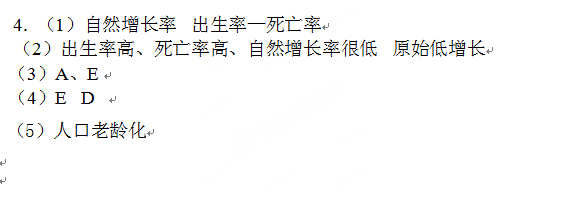 4. （1）自然增长率 出生率一死亡率
（2）出生率高、死亡率高、自然增长率很低 原始低增长
（3）A、E
（4）E D
（5）人口老龄化